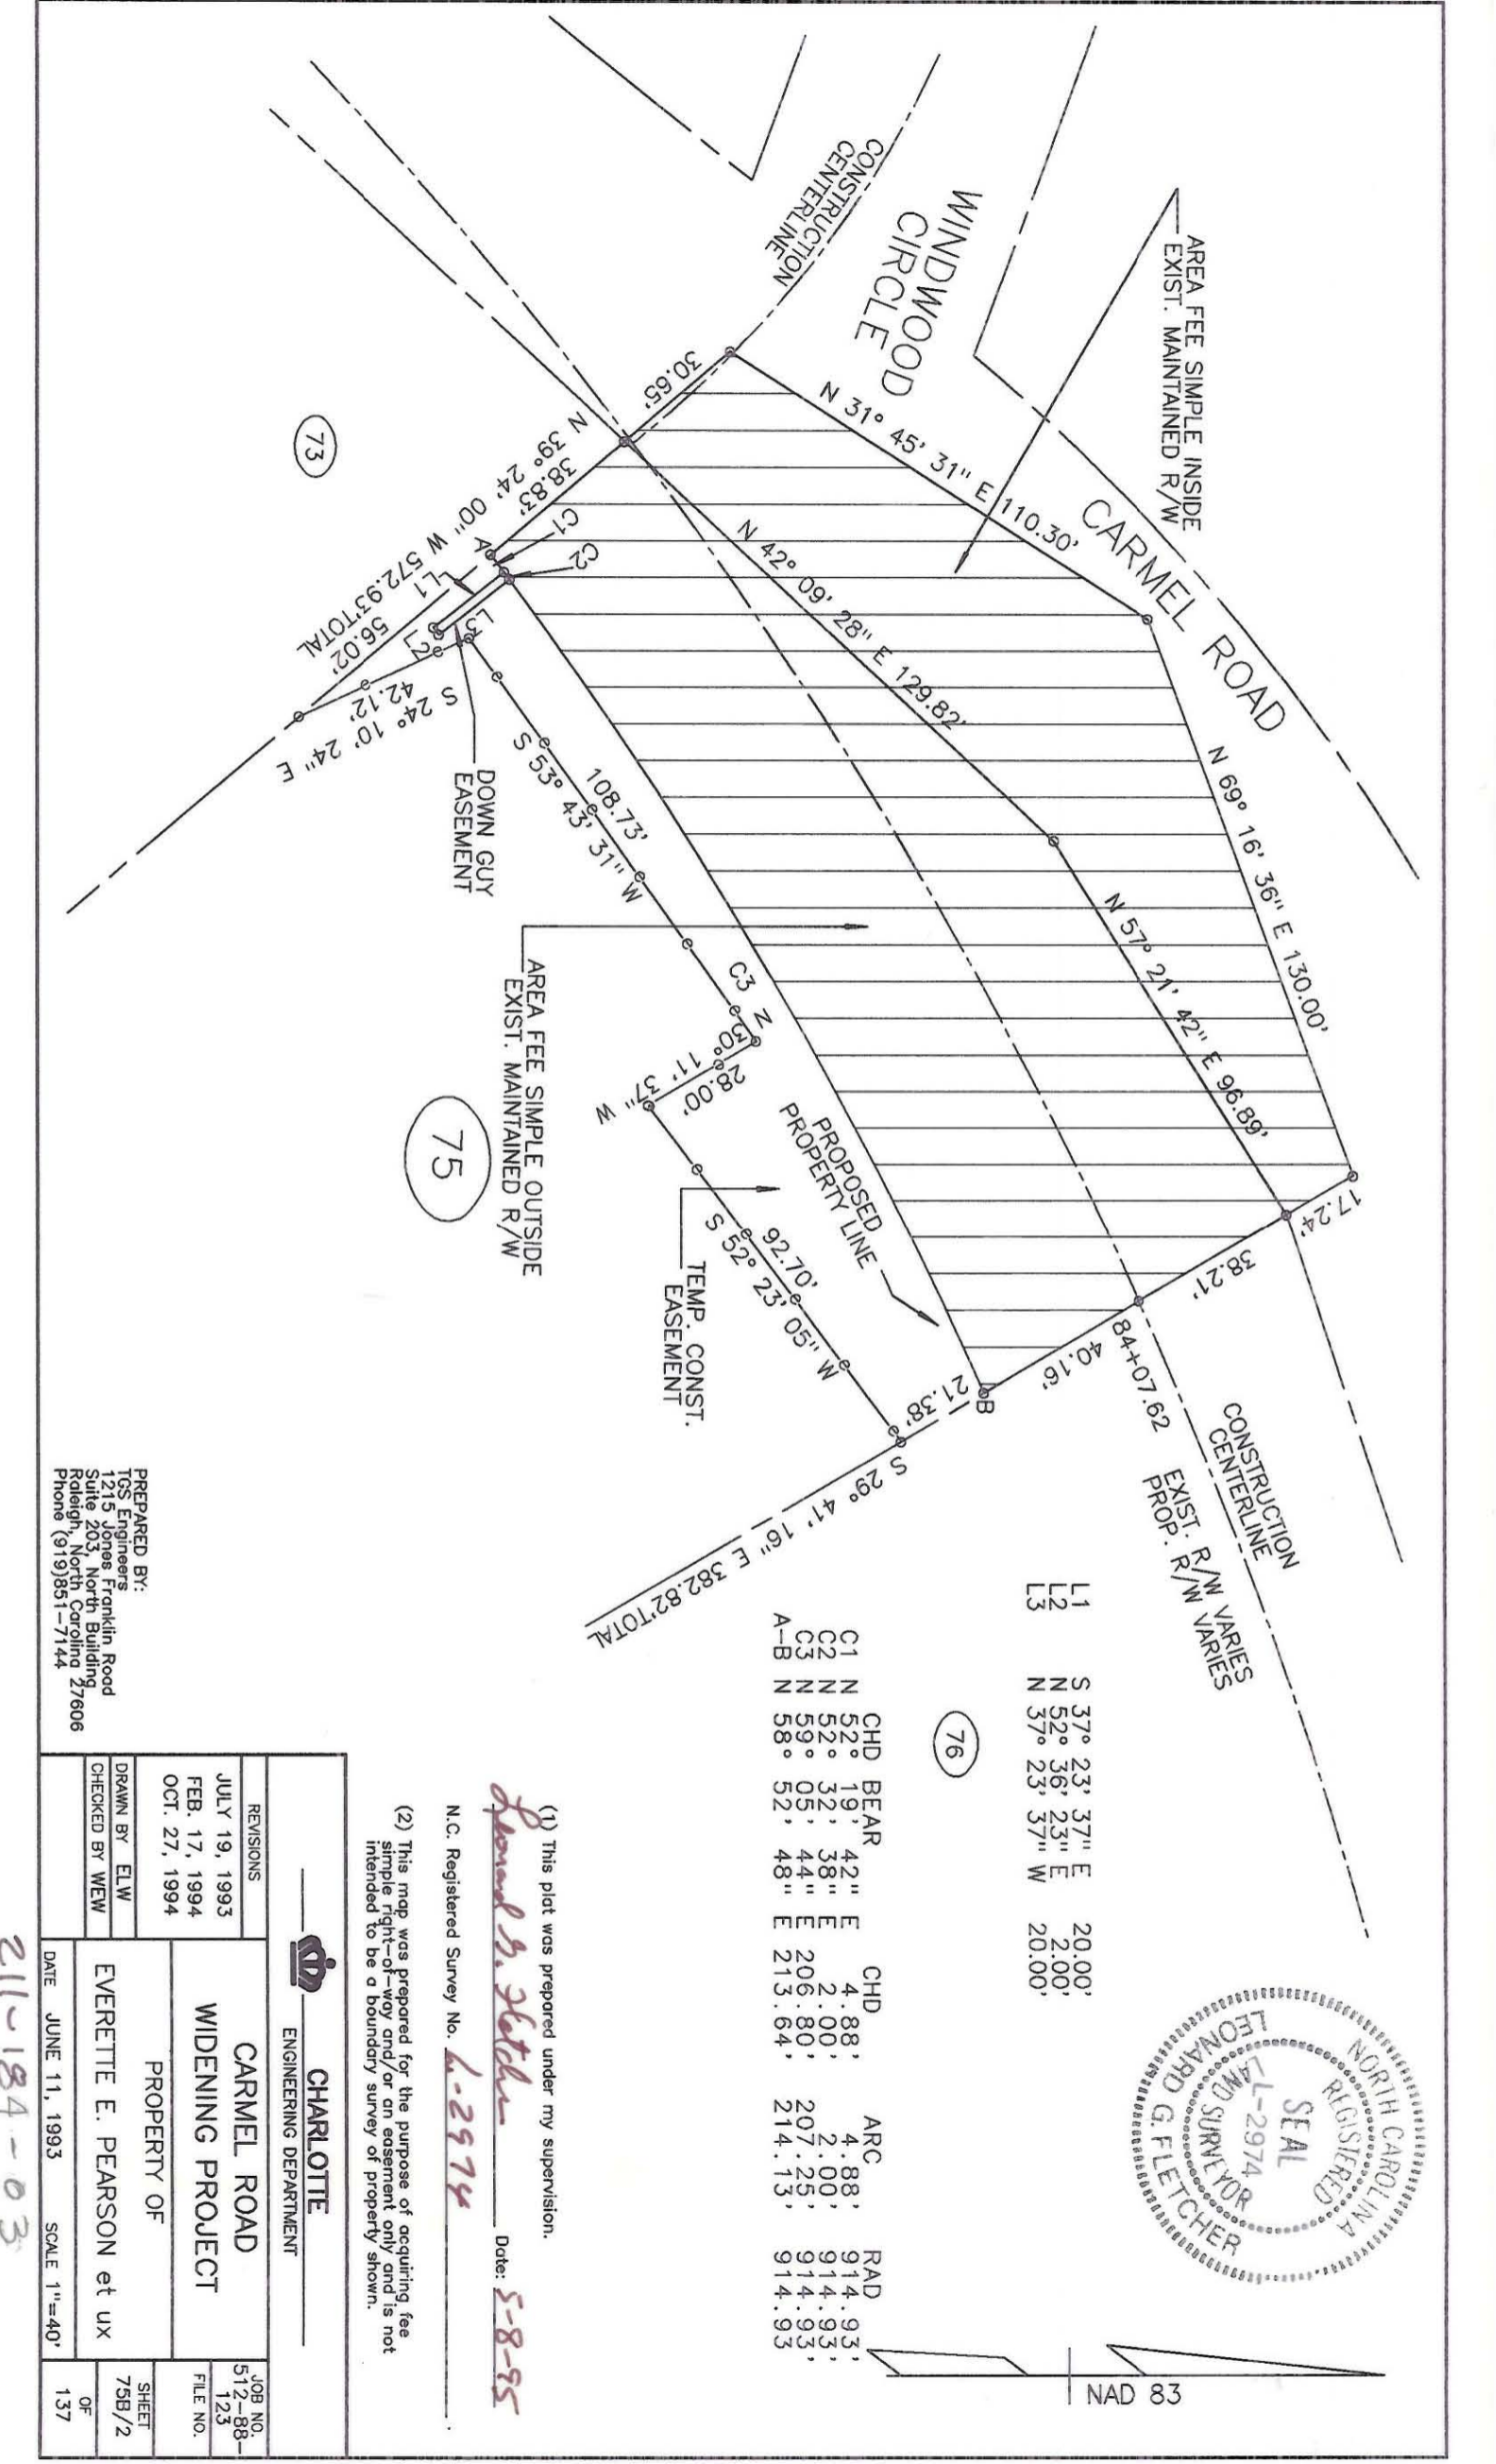 AREA FEE SIMPLE INSIDE
EXIST. MAINTAINED R/W
CONSTRUCTION
CENTERLINE
WINDWOOD
CIRCLE
CARMEL ROAD
N 31° 45' 31" E 110.30'
N 69° 16' 36" E 130.00'
N 42° 09' 28" E 129.82'
N 57° 21' 42" E 96.89'
30.65'
38.83'
N 39° 24' 00" W 572.93'TOTAL
56.02'
73
A
C1
C2
L1
L2
L3
42.12'
S 24° 10' 24" E
DOWN GUY
EASEMENT
108.73'
S 53° 43' 31" W
C3
N 30° 11' 37" W
28.00'
AREA FEE SIMPLE OUTSIDE
EXIST. MAINTAINED R/W
75
PROPOSED
PROPERTY LINE
92.70'
S 52° 23' 05" W
TEMP. CONST.
EASEMENT
17.24'
38.21'
40.16'
21.38'
B
84+07.62
S 29° 41' 16" E 382.82'TOTAL
CONSTRUCTION
CENTERLINE
EXIST. R/W VARIES
PROP. R/W VARIES
L1 S 37° 23' 37" E 20.00'
L2 N 52° 36' 23" E 2.00'
L3 N 37° 23' 37" W 20.00'
76
CHD BEAR CHD ARC RAD
C1 N 52° 19' 42" E 4.88' 4.88' 914.93'
C2 N 52° 32' 38" E 2.00' 2.00' 914.93'
C3 N 59° 05' 44" E 206.80' 207.25' 914.93'
A-B N 58° 52' 48" E 213.64' 214.13' 914.93
NORTH CAROLINA
REGISTERED
SEAL
L-2974
LAND SURVEYOR
LEONARD G. FLETCHER
NAD 83
(1) This plat was prepared under my supervision.
Leonard G. Fletcher Date: 5-8-95
N.C. Registered Survey No. L-2974.
(2) This map was prepared for the purpose of acquiring fee
simple right-of-way and/or an easement only and is not
intended to be a boundary survey of property shown.
PREPARED BY:
TGS Engineers
1215 Jones Franklin Road
Suite 203, North Building
Raleigh, North Carolina 27606
Phone (919)851-7144
CHARLOTTE
ENGINEERING DEPARTMENT
REVISIONS
JULY 19, 1993
FEB. 17, 1994
OCT. 27, 1994
DRAWN BY ELW
CHECKED BY WEW
CARMEL ROAD
WIDENING PROJECT
PROPERTY OF
EVERETTE E. PEARSON et ux
DATE JUNE 11, 1993 SCALE 1"=40'
JOB NO.
512-88-
123
FILE NO.
SHEET
75B/2
OF
137
211-184-03